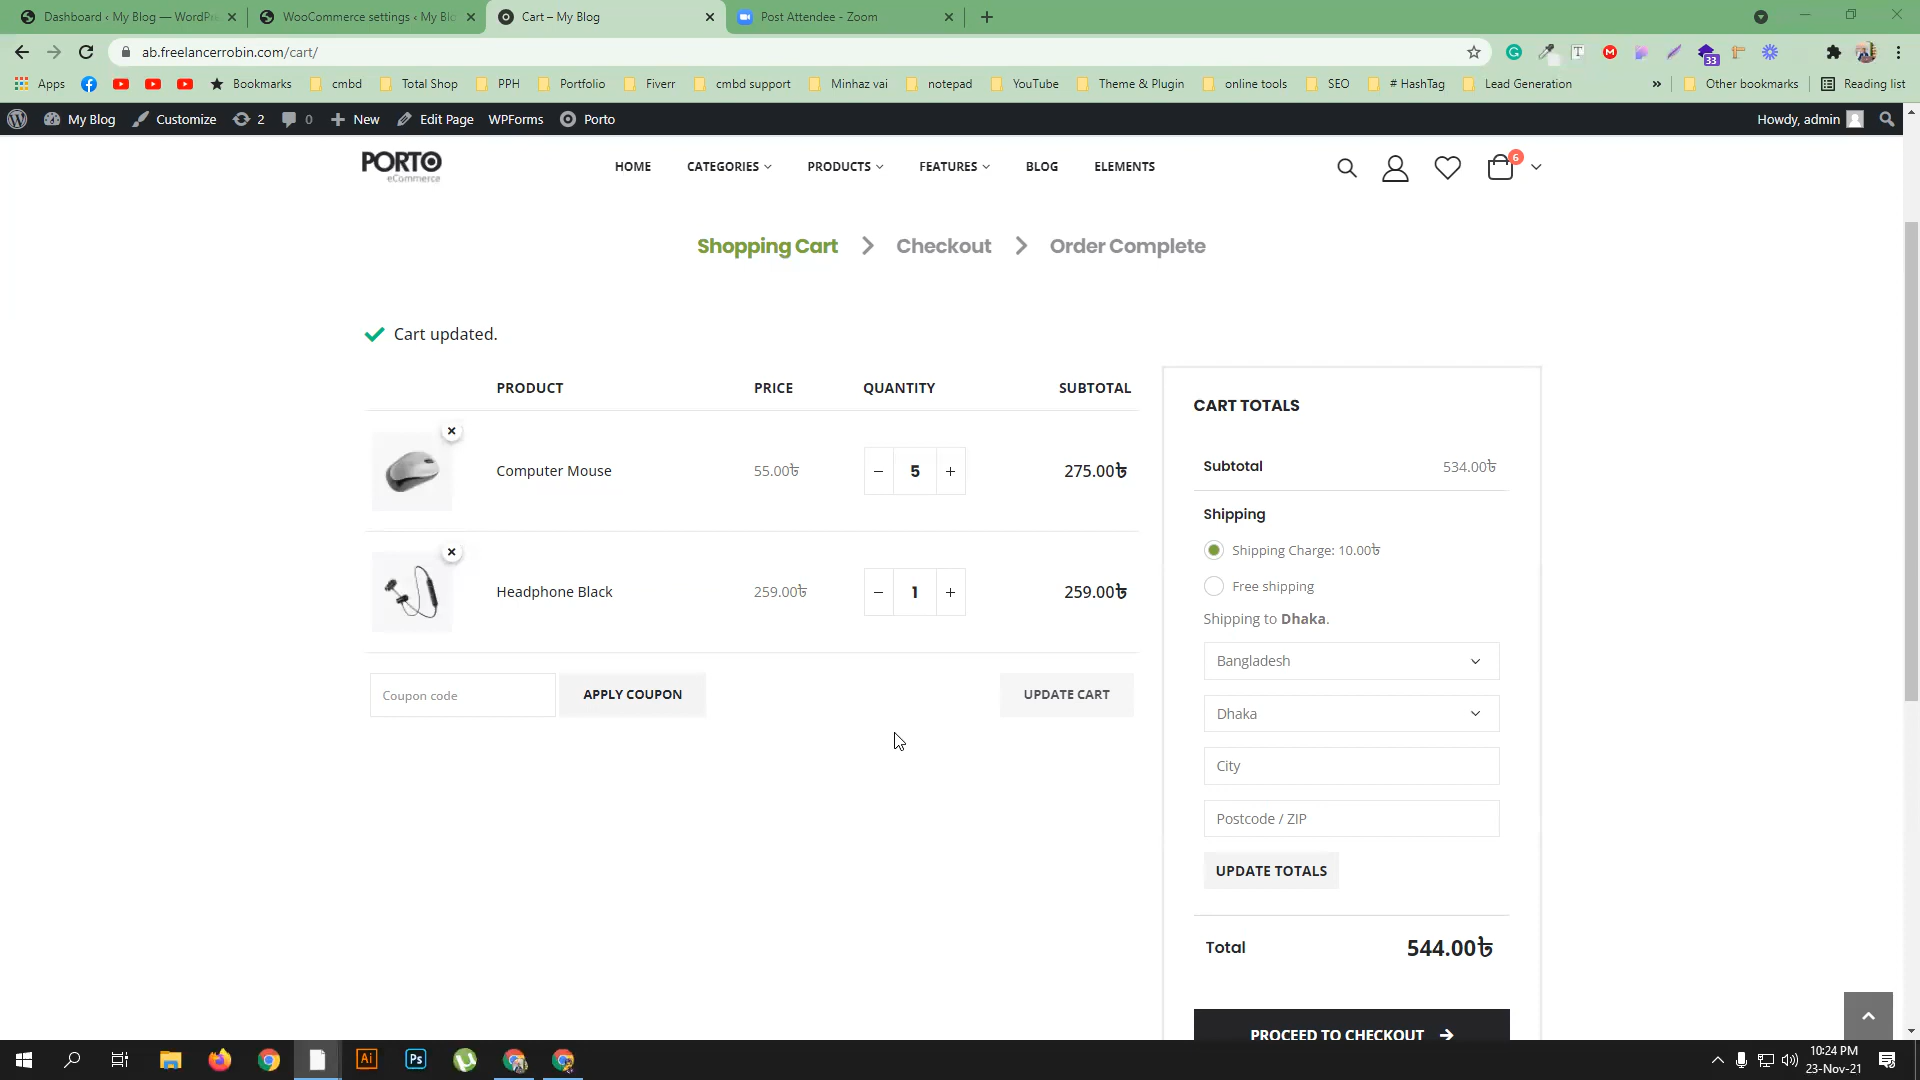 Dashboard ‹ My Blog — WordPr
WooCommerce settings ‹ My Blo
Cart – My Blog
Post Attendee - Zoom
ab.freelancerrobin.com/cart/
33
Apps
Bookmarks
cmbd
Total Shop
PPH
Portfolio
Fiverr
cmbd support
Minhaz vai
notepad
YouTube
Theme & Plugin
online tools
SEO
# HashTag
Lead Generation
»
Other bookmarks
Reading list
My Blog
Customize
2
0
New
Edit Page
WPForms
Porto
Howdy, admin
PORTO
eCommerce
HOME
CATEGORIES
PRODUCTS
FEATURES
BLOG
ELEMENTS
6
Shopping Cart
Checkout
Order Complete
Cart updated.
PRODUCT PRICE QUANTITY SUBTOTAL
Computer Mouse 55.00৳ − 5 + 275.00৳
Headphone Black 259.00৳ − 1 + 259.00৳
Coupon code
APPLY COUPON
UPDATE CART
CART TOTALS
Subtotal 534.00৳
Shipping
Shipping Charge: 10.00৳
Free shipping
Shipping to Dhaka.
Bangladesh
Dhaka
City
Postcode / ZIP
UPDATE TOTALS
Total 544.00৳
PROCEED TO CHECKOUT
Ai
Ps
10:24 PM
23-Nov-21